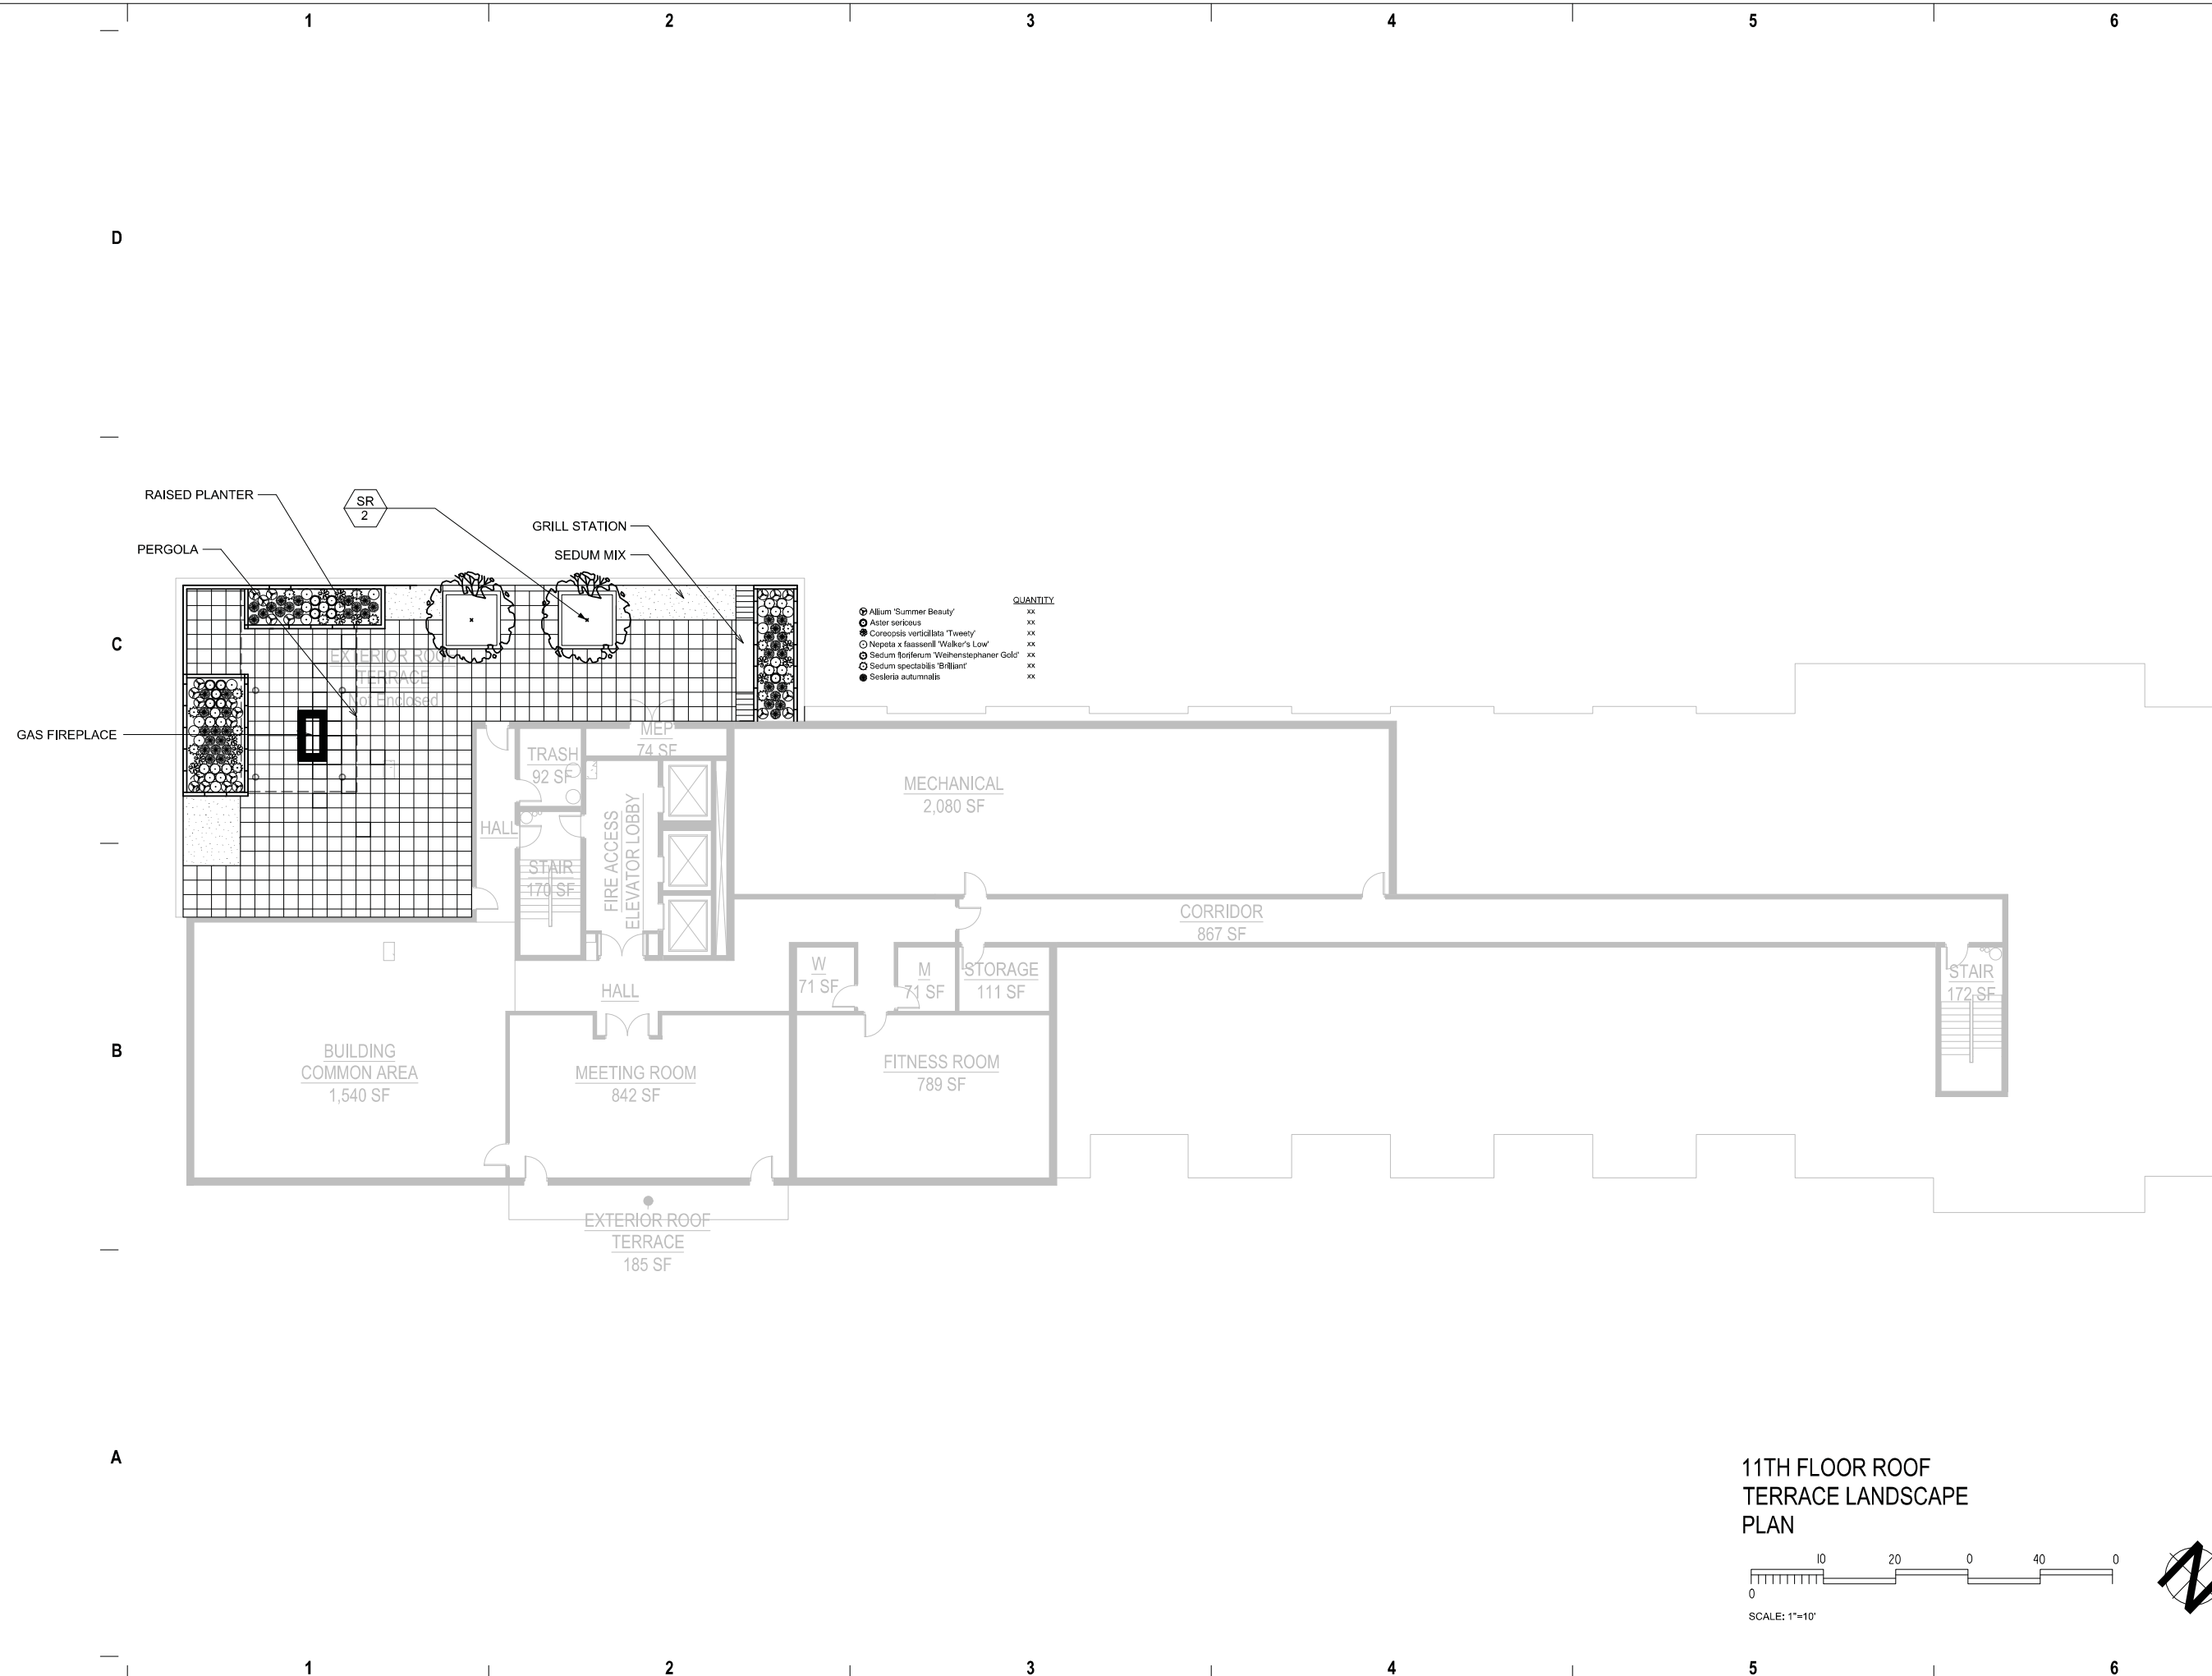 1 2 3 4 5 6
D
RAISED PLANTER
SR
2
GRILL STATION
PERGOLA
SEDUM MIX
QUANTITY
Allium 'Summer Beauty' xx
Aster sericeus xx
Coreopsis verticillata 'Tweety' xx
Nepeta x faassenii 'Walker's Low' xx
Sedum floriferum 'Weihenstephaner Gold' xx
Sedum spectabilis 'Brilliant' xx
Sesleria autumnalis xx
C
EXTERIOR ROOF
TERRACE
Not Enclosed
GAS FIREPLACE
MEP
74 SF
TRASH
92 SF
MECHANICAL
2,080 SF
HALL
FIRE ACCESS
ELEVATOR LOBBY
STAIR
170 SF
CORRIDOR
867 SF
W
71 SF
M
71 SF
STORAGE
111 SF
STAIR
172 SF
HALL
B
BUILDING
COMMON AREA
1,540 SF
MEETING ROOM
842 SF
FITNESS ROOM
789 SF
EXTERIOR ROOF
TERRACE
185 SF
A
11TH FLOOR ROOF
TERRACE LANDSCAPE
PLAN
10 20 0 40 0
0
SCALE: 1"=10'
N
1 2 3 4 5 6